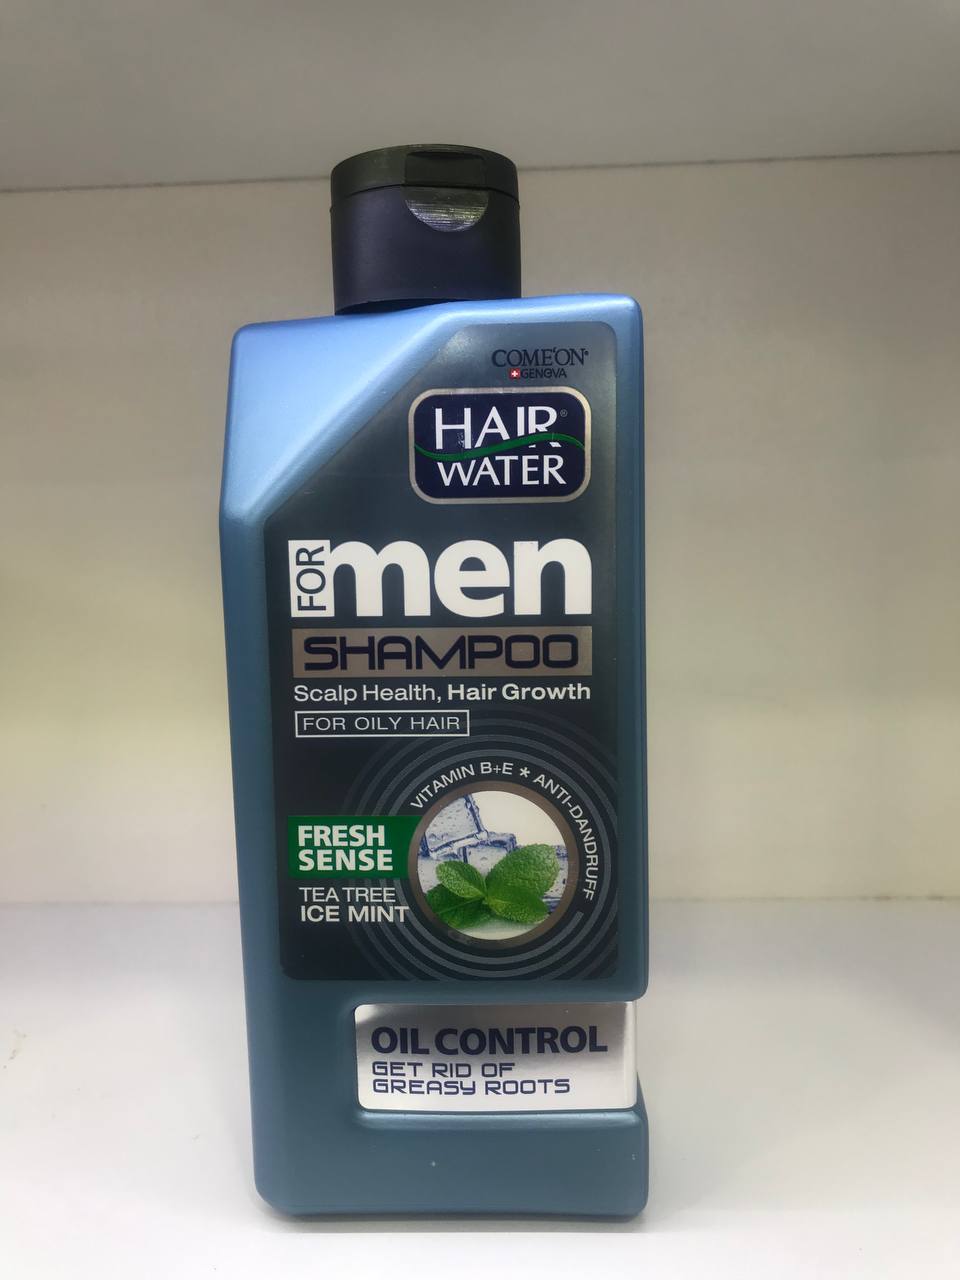 COME'ON®
GENOVA
HAIR®
WATER
FOR men
SHAMPOO
Scalp Health, Hair Growth
FOR OILY HAIR
VITAMIN B+E * ANTI-DANDRUFF
FRESH
SENSE
TEA TREE
ICE MINT
OIL CONTROL
GET RID OF
GREASY ROOTS